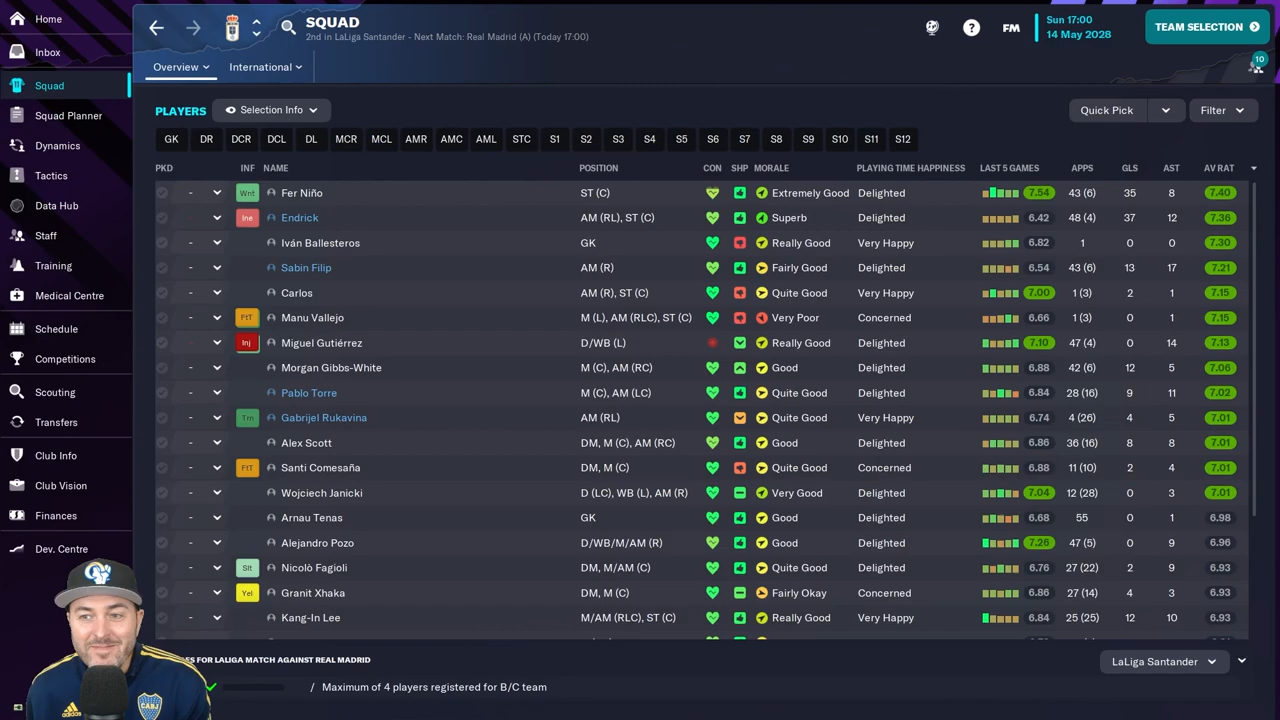 Home
Inbox
Squad
Squad Planner
Dynamics
Tactics
Data Hub
Staff
Training
Medical Centre
Schedule
Competitions
Scouting
Transfers
Club Info
Club Vision
Finances
Dev. Centre
SQUAD
2nd in LaLiga Santander - Next Match: Real Madrid (A) (Today 17:00)
FM
Sun 17:00
14 May 2028
TEAM SELECTION
Overview International
10
PLAYERS Selection Info Quick Pick Filter
GK DR DCR DCL DL MCR MCL AMR AMC AML STC S1 S2 S3 S4 S5 S6 S7 S8 S9 S10 S11 S12
PKD INF NAME POSITION CON SHP MORALE PLAYING TIME HAPPINESS LAST 5 GAMES APPS GLS AST AV RAT
- Wnt Fer Niño ST (C) Extremely Good Delighted 7.54 43 (6) 35 8 7.40
- Ine Endrick AM (RL), ST (C) Superb Delighted 6.42 48 (4) 37 12 7.36
- Iván Ballesteros GK Really Good Very Happy 6.82 1 0 0 7.30
- Sabin Filip AM (R) Fairly Good Delighted 6.54 43 (6) 13 17 7.21
- Carlos AM (R), ST (C) Quite Good Very Happy 7.00 1 (3) 2 1 7.15
- FtT Manu Vallejo M (L), AM (RLC), ST (C) Very Poor Concerned 6.66 1 (3) 0 1 7.15
- Inj Miguel Gutiérrez D/WB (L) Really Good Delighted 7.10 47 (4) 0 14 7.13
- Morgan Gibbs-White M (C), AM (RC) Good Delighted 6.88 42 (6) 12 5 7.06
- Pablo Torre M (C), AM (LC) Quite Good Delighted 6.84 28 (16) 9 11 7.02
- Trn Gabrijel Rukavina AM (RL) Quite Good Very Happy 6.74 4 (26) 4 5 7.01
- Alex Scott DM, M (C), AM (RC) Good Delighted 6.86 36 (16) 8 8 7.01
- FtT Santi Comesaña DM, M (C) Quite Good Concerned 6.88 11 (10) 2 4 7.01
- Wojciech Janicki D (LC), WB (L), AM (R) Very Good Delighted 7.04 12 (28) 0 3 7.01
- Arnau Tenas GK Good Delighted 6.68 55 0 1 6.98
- Alejandro Pozo D/WB/M/AM (R) Good Delighted 7.26 47 (5) 0 9 6.96
- Slt Nicolò Fagioli DM, M/AM (C) Quite Good Delighted 6.76 27 (22) 2 9 6.93
- Yel Granit Xhaka DM, M (C) Fairly Okay Concerned 6.86 27 (14) 4 3 6.93
- Kang-In Lee M/AM (RLC), ST (C) Really Good Very Happy 6.84 25 (25) 12 10 6.93
ES FOR LALIGA MATCH AGAINST REAL MADRID LaLiga Santander
/ Maximum of 4 players registered for B/C team